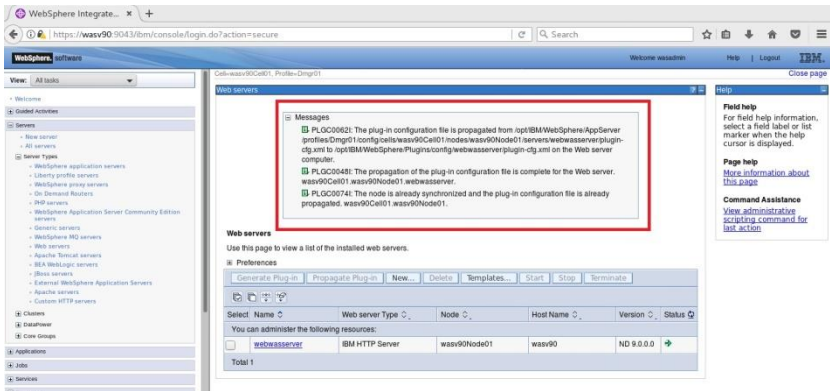 WebSphere Integrate...
https://wasv90:9043/ibm/console/login.do?action=secure
Search
WebSphere. software
Welcome wasadmin
Help | Logout
IBM.
View: All tasks
Cell=wasv90Cell01, Profile=Dmgr01
Close page
Welcome
Guided Activities
Servers
New server
All servers
Server Types
WebSphere application servers
Liberty profile servers
WebSphere proxy servers
On Demand Routers
PHP servers
WebSphere Application Server Community Edition
servers
Generic servers
WebSphere MQ servers
Web servers
Apache Tomcat servers
BEA WebLogic servers
JBoss servers
External WebSphere Application Servers
Apache servers
Custom HTTP servers
Clusters
DataPower
Core Groups
Applications
Jobs
Services
Web servers
Messages
PLGC0062I: The plug-in configuration file is propagated from /opt/IBM/WebSphere/AppServer
/profiles/Dmgr01/config/cells/wasv90Cell01/nodes/wasv90Node01/servers/webwasserver/plugin-
cfg.xml to /opt/IBM/WebSphere/Plugins/config/webwasserver/plugin-cfg.xml on the Web server
computer.
PLGC0048I: The propagation of the plug-in configuration file is complete for the Web server.
wasv90Cell01.wasv90Node01.webwasserver.
PLGC0074I: The node is already synchronized and the plug-in configuration file is already
propagated. wasv90Cell01.wasv90Node01.
Web servers
Use this page to view a list of the installed web servers.
Preferences
Generate Plug-in Propagate Plug-in New... Delete Templates... Start Stop Terminate
Select Name Web server Type Node Host Name Version Status
You can administer the following resources:
webwasserver IBM HTTP Server wasv90Node01 wasv90 ND 9.0.0.0
Total 1
Help
Field help
For field help information,
select a field label or list
marker when the help
cursor is displayed.
Page help
More information about
this page
Command Assistance
View administrative
scripting command for
last action